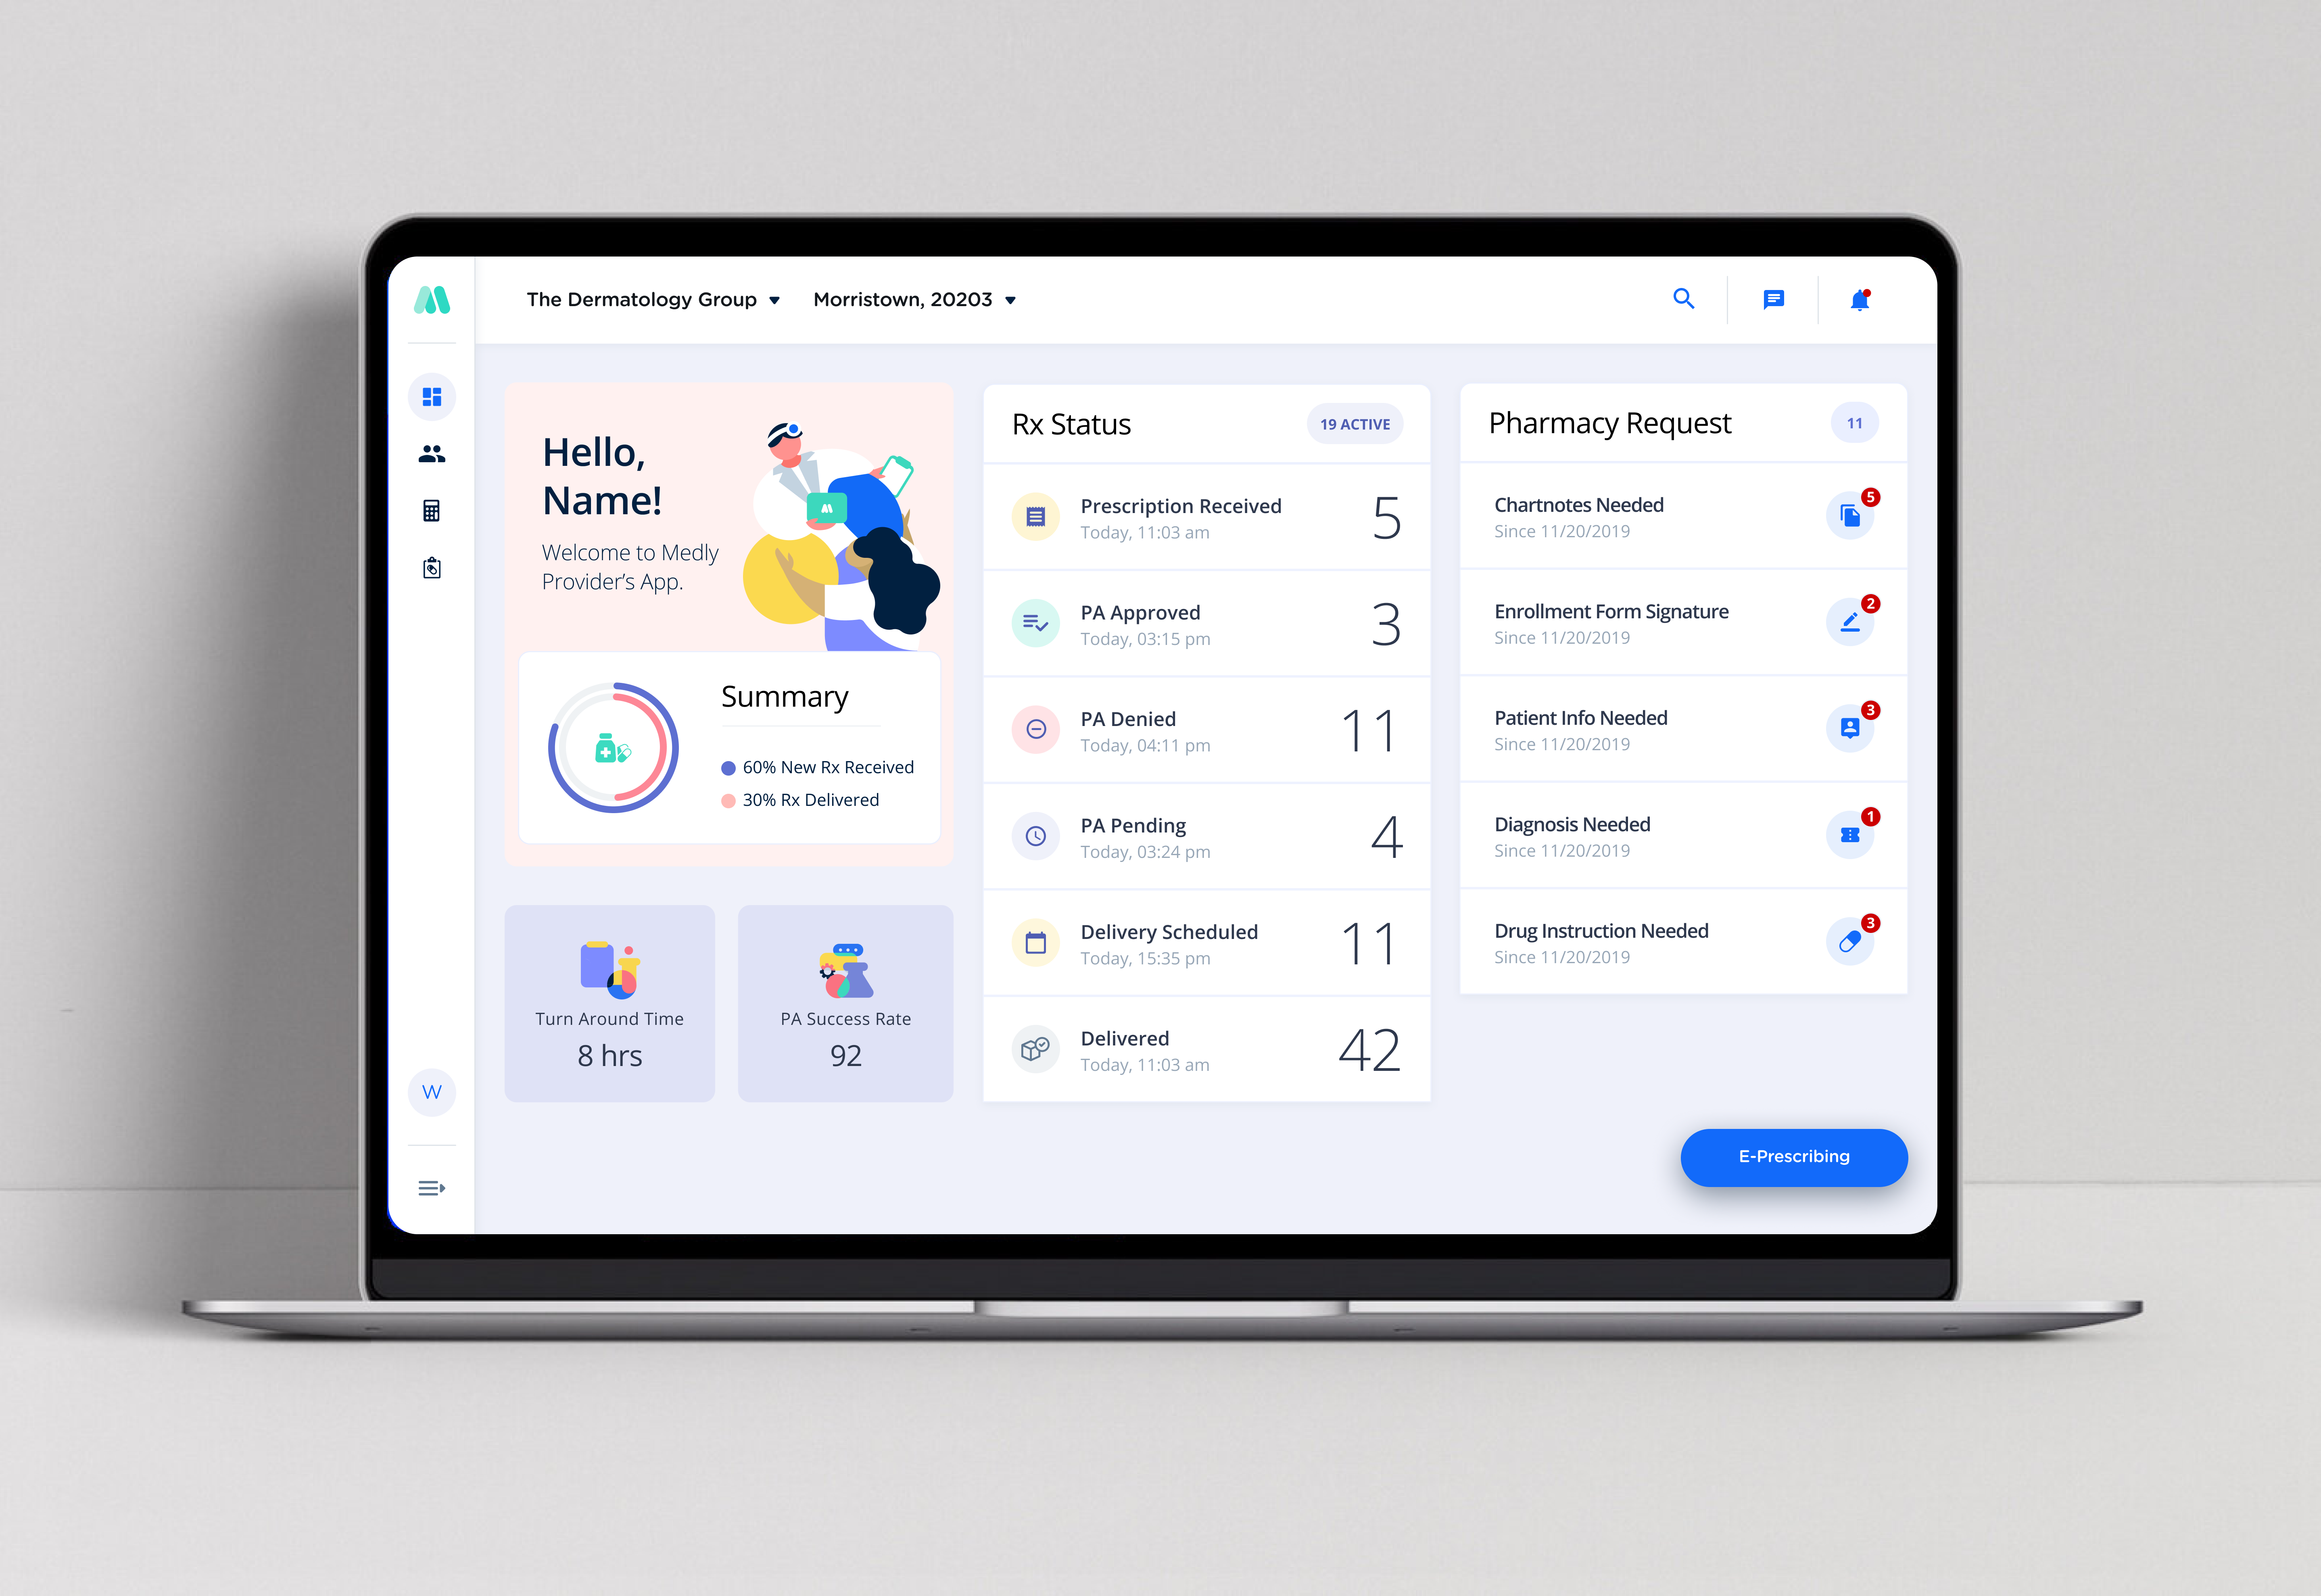 The Dermatology Group
Morristown, 20203
Hello,
Name!
Welcome to Medly
Provider's App.
Summary
60% New Rx Received
30% Rx Delivered
Turn Around Time
8 hrs
PA Success Rate
92
W
Rx Status
19 ACTIVE
Prescription Received
Today, 11:03 am
5
PA Approved
Today, 03:15 pm
3
PA Denied
Today, 04:11 pm
11
PA Pending
Today, 03:24 pm
4
Delivery Scheduled
Today, 15:35 pm
11
Delivered
Today, 11:03 am
42
Pharmacy Request
11
Chartnotes Needed
Since 11/20/2019
5
Enrollment Form Signature
Since 11/20/2019
2
Patient Info Needed
Since 11/20/2019
3
Diagnosis Needed
Since 11/20/2019
1
Drug Instruction Needed
Since 11/20/2019
3
E-Prescribing